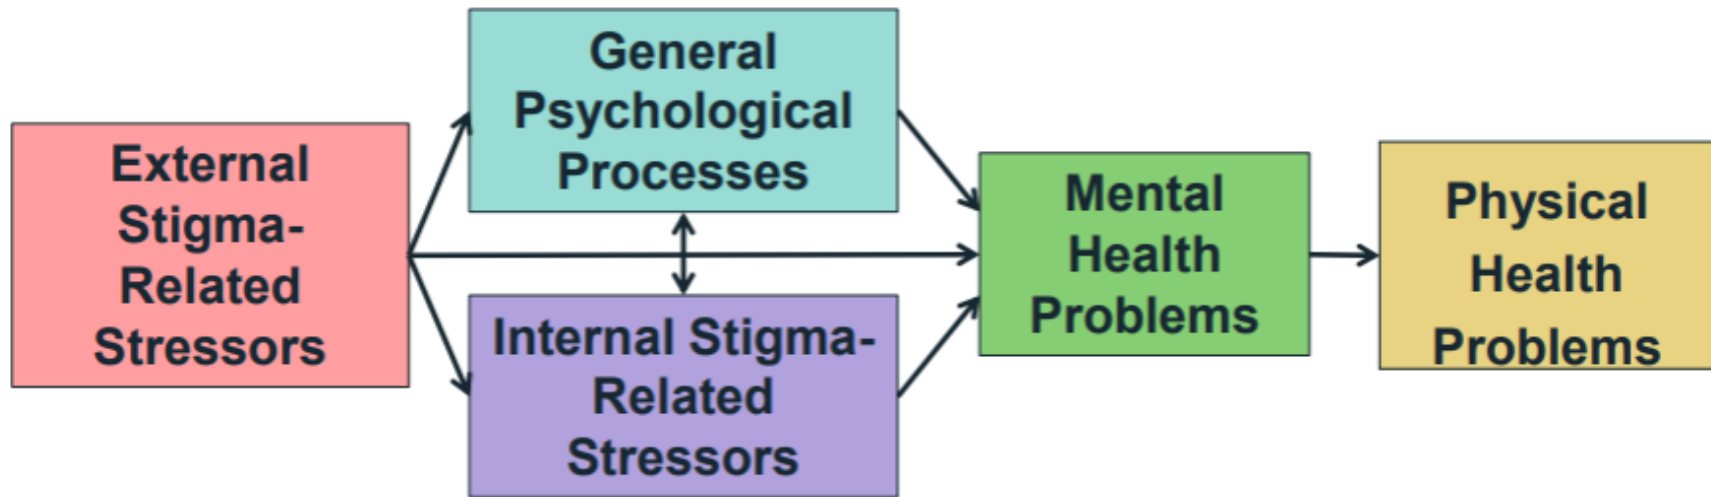 External
Stigma-
Related
Stressors
General
Psychological
Processes
Internal Stigma-
Related
Stressors
Mental
Health
Problems
Physical
Health
Problems